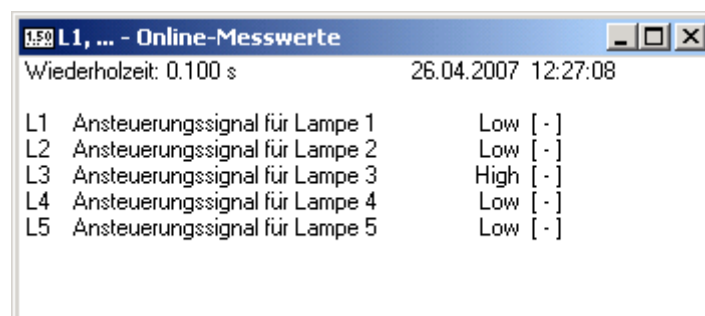 1.59 L1, ... - Online-Messwerte
Wiederholzeit: 0.100 s 26.04.2007 12:27:08
L1 Ansteuerungssignal für Lampe 1 Low [ - ]
L2 Ansteuerungssignal für Lampe 2 Low [ - ]
L3 Ansteuerungssignal für Lampe 3 High [ - ]
L4 Ansteuerungssignal für Lampe 4 Low [ - ]
L5 Ansteuerungssignal für Lampe 5 Low [ - ]